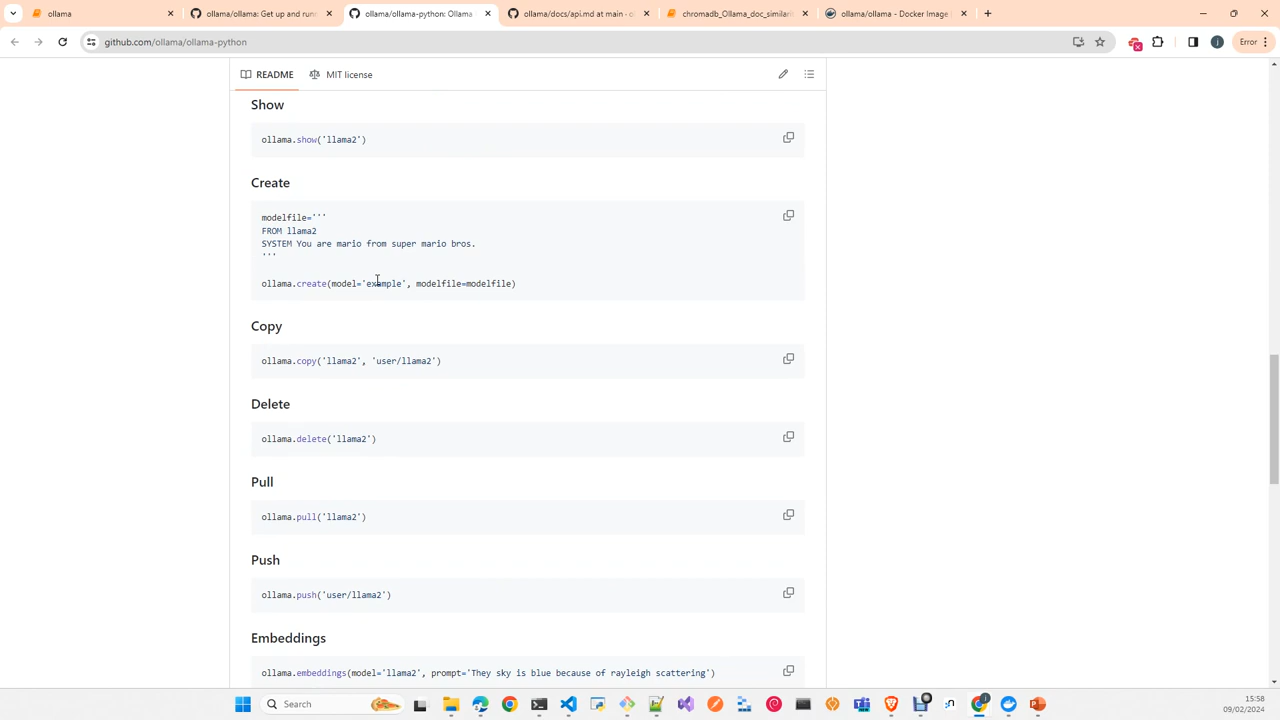 ollama
ollama/ollama: Get up and runn
ollama/ollama-python: Ollama
ollama/docs/api.md at main · o
chromadb_Ollama_doc_similarit
ollama/ollama - Docker Image
github.com/ollama/ollama-python
Error
README
MIT license
Show
ollama.show('llama2')
Create
modelfile='''
FROM llama2
SYSTEM You are mario from super mario bros.
'''
ollama.create(model='example', modelfile=modelfile)
Copy
ollama.copy('llama2', 'user/llama2')
Delete
ollama.delete('llama2')
Pull
ollama.pull('llama2')
Push
ollama.push('user/llama2')
Embeddings
ollama.embeddings(model='llama2', prompt='They sky is blue because of rayleigh scattering')
Search
15:58
09/02/2024